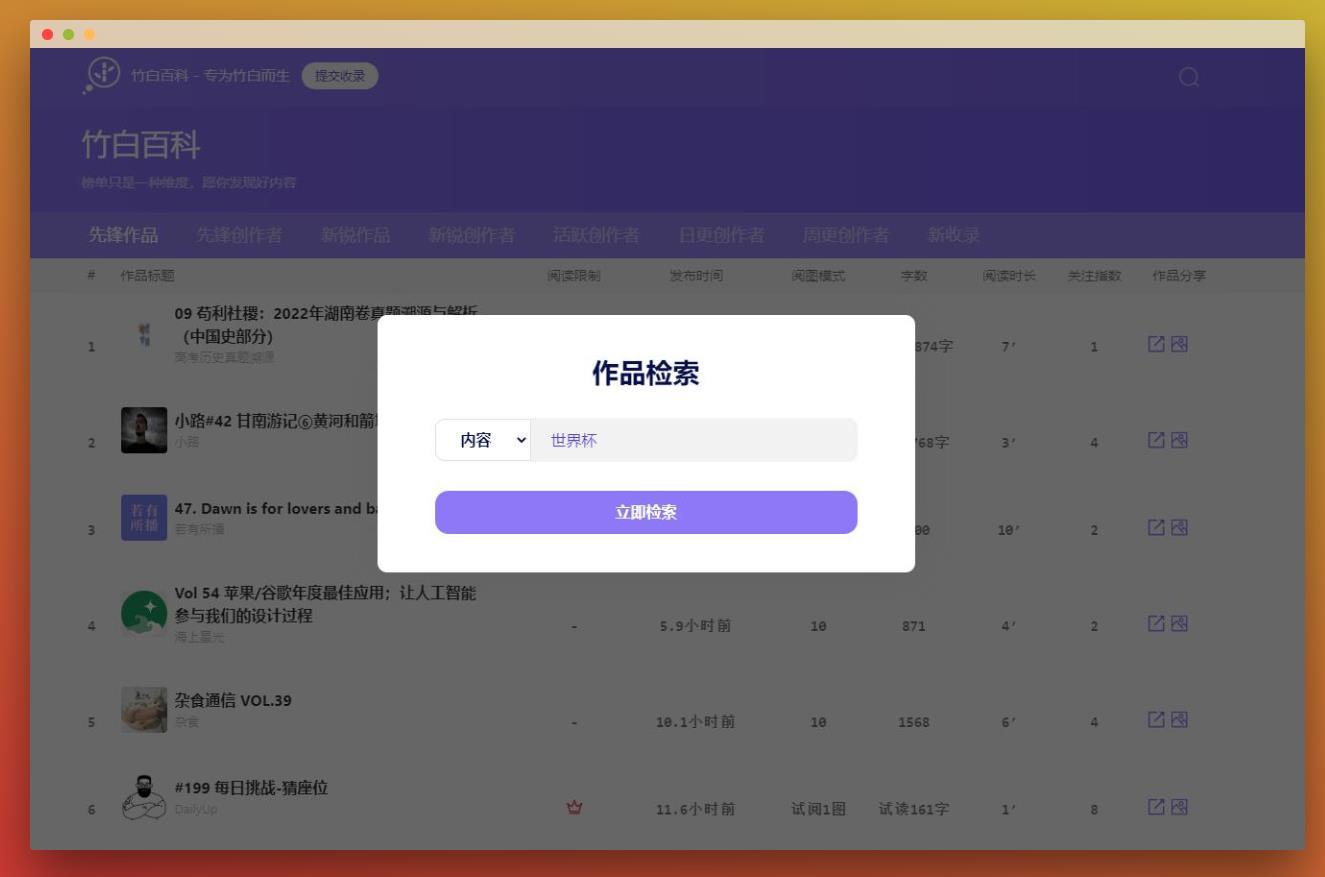 竹白百科 - 专为竹白而生 提交收录
竹白百科
榜单只是一种维度，愿你发现好内容
先锋作品 先锋创作者 新锐作品 新锐创作者 活跃创作者 日更创作者 周更创作者 新收录
# 作品标题 阅读限制 发布时间 阅图模式 字数 阅读时长 关注指数 作品分享
09 苟利社稷：2022年湖南卷真题溯源与解析
（中国史部分）
高考历史真题溯源
1 874字 7′ 1
作品检索
内容 世界杯
立即检索
小路#42 甘南游记⑥黄河和箭
小路
2 68字 3′ 4
47. Dawn is for lovers and b
若有所播
若有
所播
3 00 10′ 2
Vol 54 苹果/谷歌年度最佳应用；让人工智能
参与我们的设计过程
海上星光
4 - 5.9小时前 10 871 4′ 2
杂食通信 VOL.39
杂食
5 - 10.1小时前 10 1568 6′ 4
#199 每日挑战-猜座位
DailyUp
6 11.6小时前 试阅1图 试读161字 1′ 8